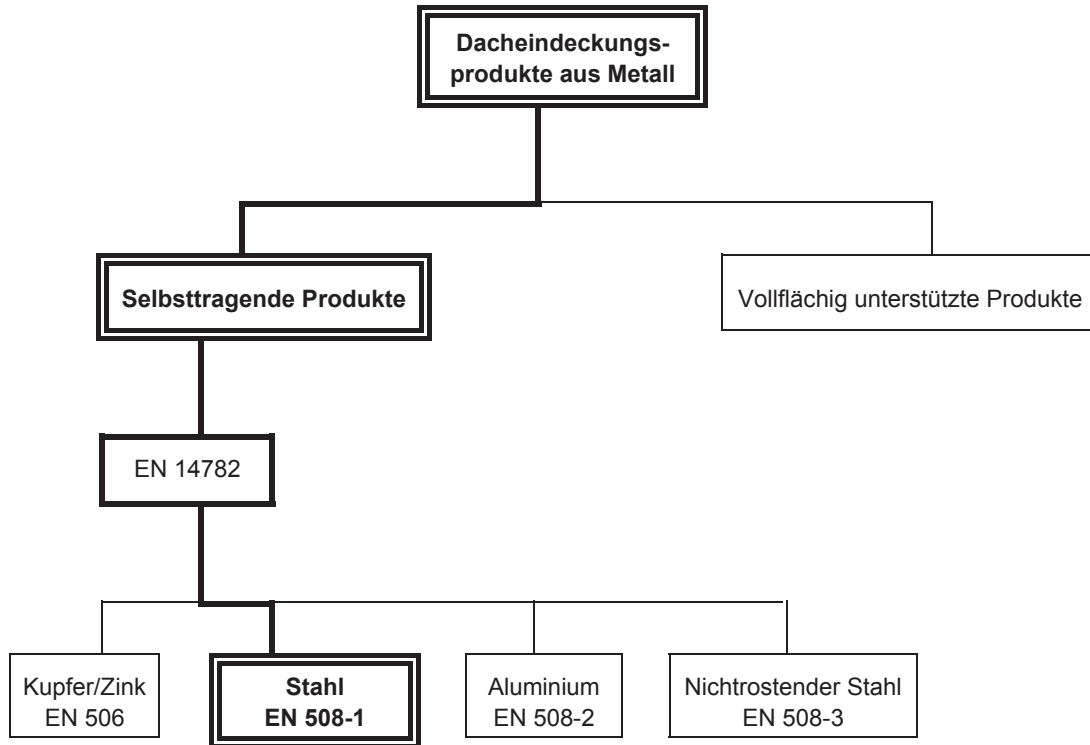 Dacheindeckungs-
produkte aus Metall
Selbsttragende Produkte
Vollflächig unterstützte Produkte
EN 14782
Kupfer/Zink
EN 506
Stahl
EN 508-1
Aluminium
EN 508-2
Nichtrostender Stahl
EN 508-3